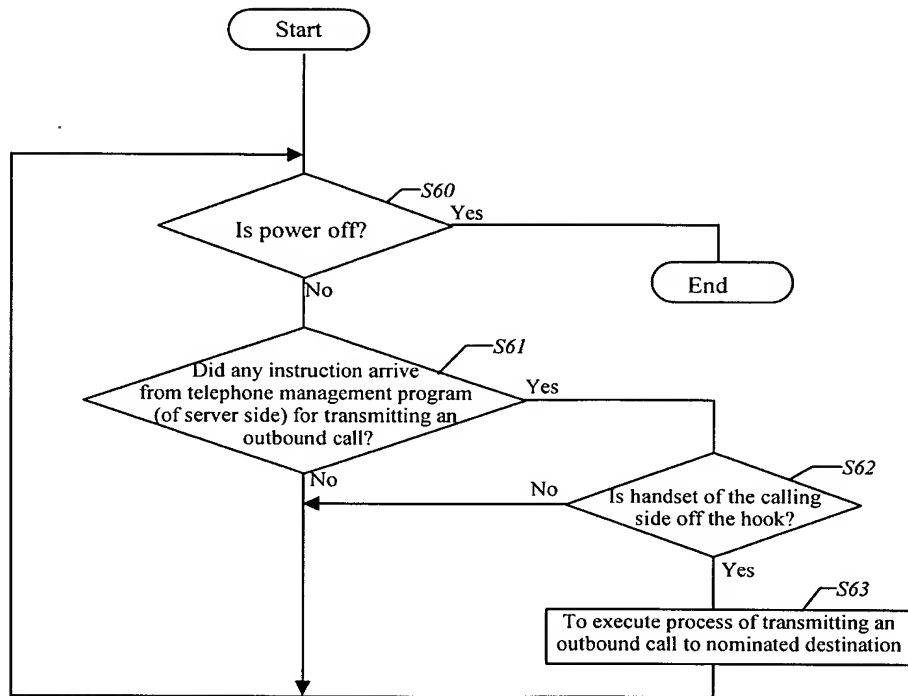 Start
S60
Is power off?
Yes
End
No
S61
Did any instruction arrive
from telephone management program
(of server side) for transmitting an
outbound call?
Yes
No
S62
Is handset of the calling
side off the hook?
No
Yes
S63
To execute process of transmitting an
outbound call to nominated destination